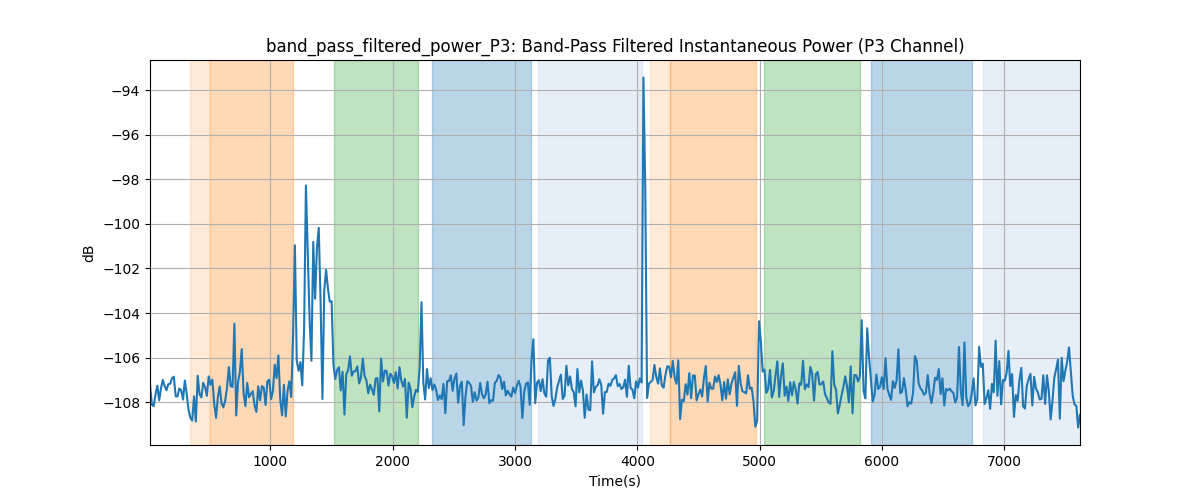 band_pass_filtered_power_P3: Band-Pass Filtered Instantaneous Power (P3 Channel)
−94
−96
−98
−100
−102
−104
−106
−108
dB
1000 2000 3000 4000 5000 6000 7000
Time(s)